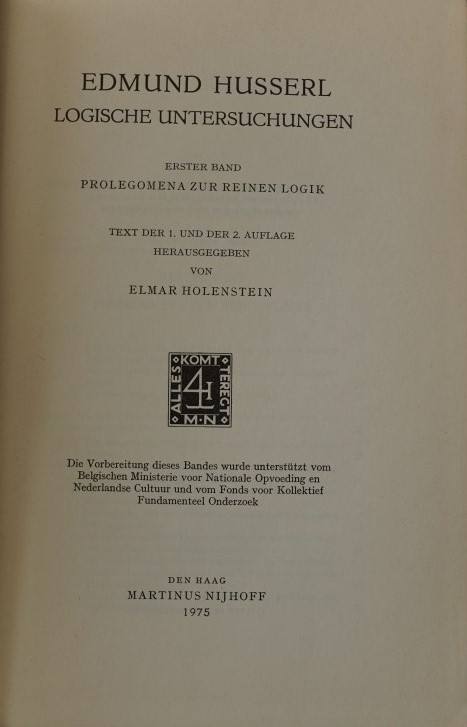 EDMUND HUSSERL
LOGISCHE UNTERSUCHUNGEN
ERSTER BAND
PROLEGOMENA ZUR REINEN LOGIK
TEXT DER 1. UND DER 2. AUFLAGE
HERAUSGEGEBEN
VON
ELMAR HOLENSTEIN
ALLES KOMT TEREGT
M·N
Die Vorbereitung dieses Bandes wurde unterstützt vom
Belgischen Ministerie voor Nationale Opvoeding en
Nederlandse Cultuur und vom Fonds voor Kollektief
Fundamenteel Onderzoek
DEN HAAG
MARTINUS NIJHOFF
1975